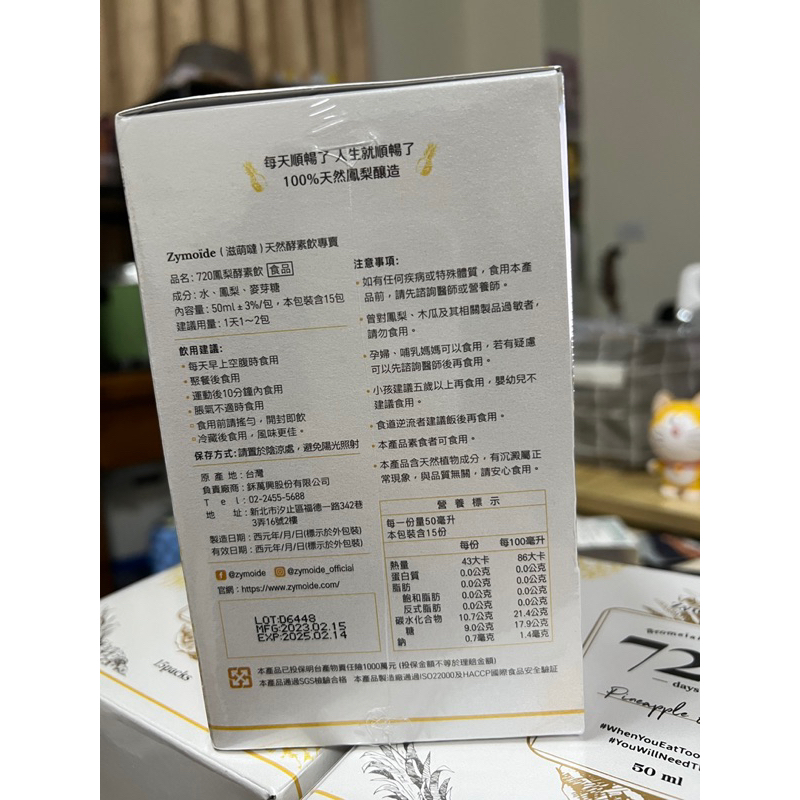 每天順暢了 人生就順暢了
100%天然鳳梨釀造
Zymoïde（滋萌噠）天然酵素飲專賣
品名：720鳳梨酵素飲 食品
成分：水、鳳梨、麥芽糖
內容量：50ml±3%/包，本包裝含15包
建議用量：1天1～2包
飲用建議：
• 每天早上空腹時食用
• 聚餐後食用
• 運動後10分鐘內食用
• 脹氣不適時食用
食用前請搖勻，開封即飲
冷藏後食用，風味更佳。
保存方式：請置於陰涼處，避免陽光照射
原產地：台灣
負責廠商：鉌萬興股份有限公司
Tel：02-2455-5688
地址：新北市汐止區福德一路342巷
3弄16號2樓
製造日期：西元年/月/日(標示於外包裝)
有效日期：西元年/月/日(標示於外包裝)
@zymoide @zymoide_official
官網：https://www.zymoide.com/
LOT:D6448
MFG:2023.02.15
EXP:2025.02.14
注意事項：
• 如有任何疾病或特殊體質，食用本產
品前，請先諮詢醫師或營養師。
• 曾對鳳梨、木瓜及其相關製品過敏者，
請勿食用。
• 孕婦、哺乳媽媽可以食用，若有疑慮
可以先諮詢醫師後再食用。
• 小孩建議五歲以上再食用，嬰幼兒不
建議食用。
• 食道逆流者建議飯後再食用。
• 本產品素食者可食用。
• 本產品含天然植物成分，有沉澱屬正
常現象，與品質無關，請安心食用。
營養標示
每一份量50毫升
本包裝含15份
每份 每100毫升
熱量 43大卡 86大卡
蛋白質 0.0公克 0.0公克
脂肪 0.0公克 0.0公克
飽和脂肪 0.0公克 0.0公克
反式脂肪 0.0公克 0.0公克
碳水化合物 10.7公克 21.4公克
糖 9.0公克 17.9公克
鈉 0.7毫克 1.4毫克
本產品已投保明台產物責任險1000萬元 (投保金額不等於理賠金額)
本產品通過SGS檢驗合格 本產品製造廠通過ISO22000及HACCP國際食品安全驗証
15packs
72
days
Pineapple
#WhenYouEatToo
#YouWillNeedT
50 ml